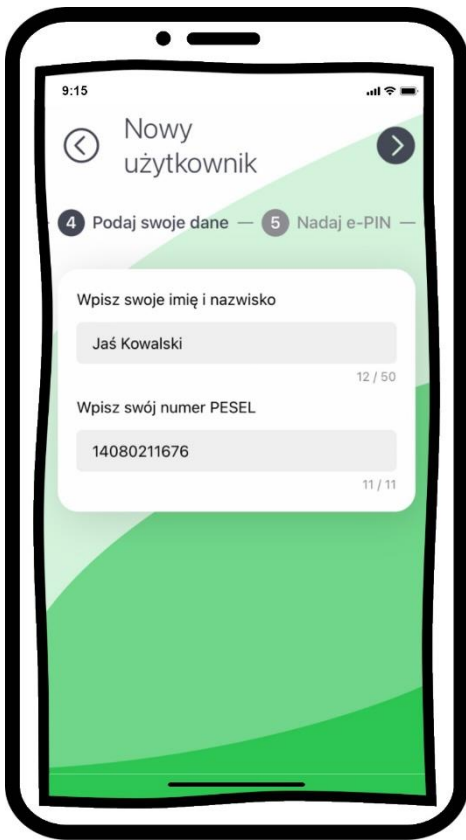 9:15
Nowy
użytkownik
4 Podaj swoje dane — 5 Nadaj e-PIN —
Wpisz swoje imię i nazwisko
Jaś Kowalski
12 / 50
Wpisz swój numer PESEL
14080211676
11 / 11